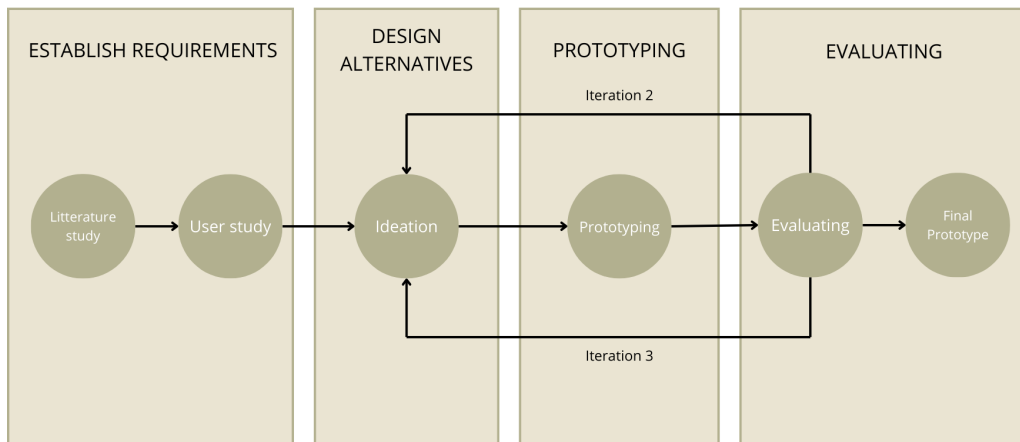 ESTABLISH REQUIREMENTS
DESIGN
ALTERNATIVES
PROTOTYPING
EVALUATING
Iteration 2
Litterature
study
User study
Ideation
Prototyping
Evaluating
Final
Prototype
Iteration 3